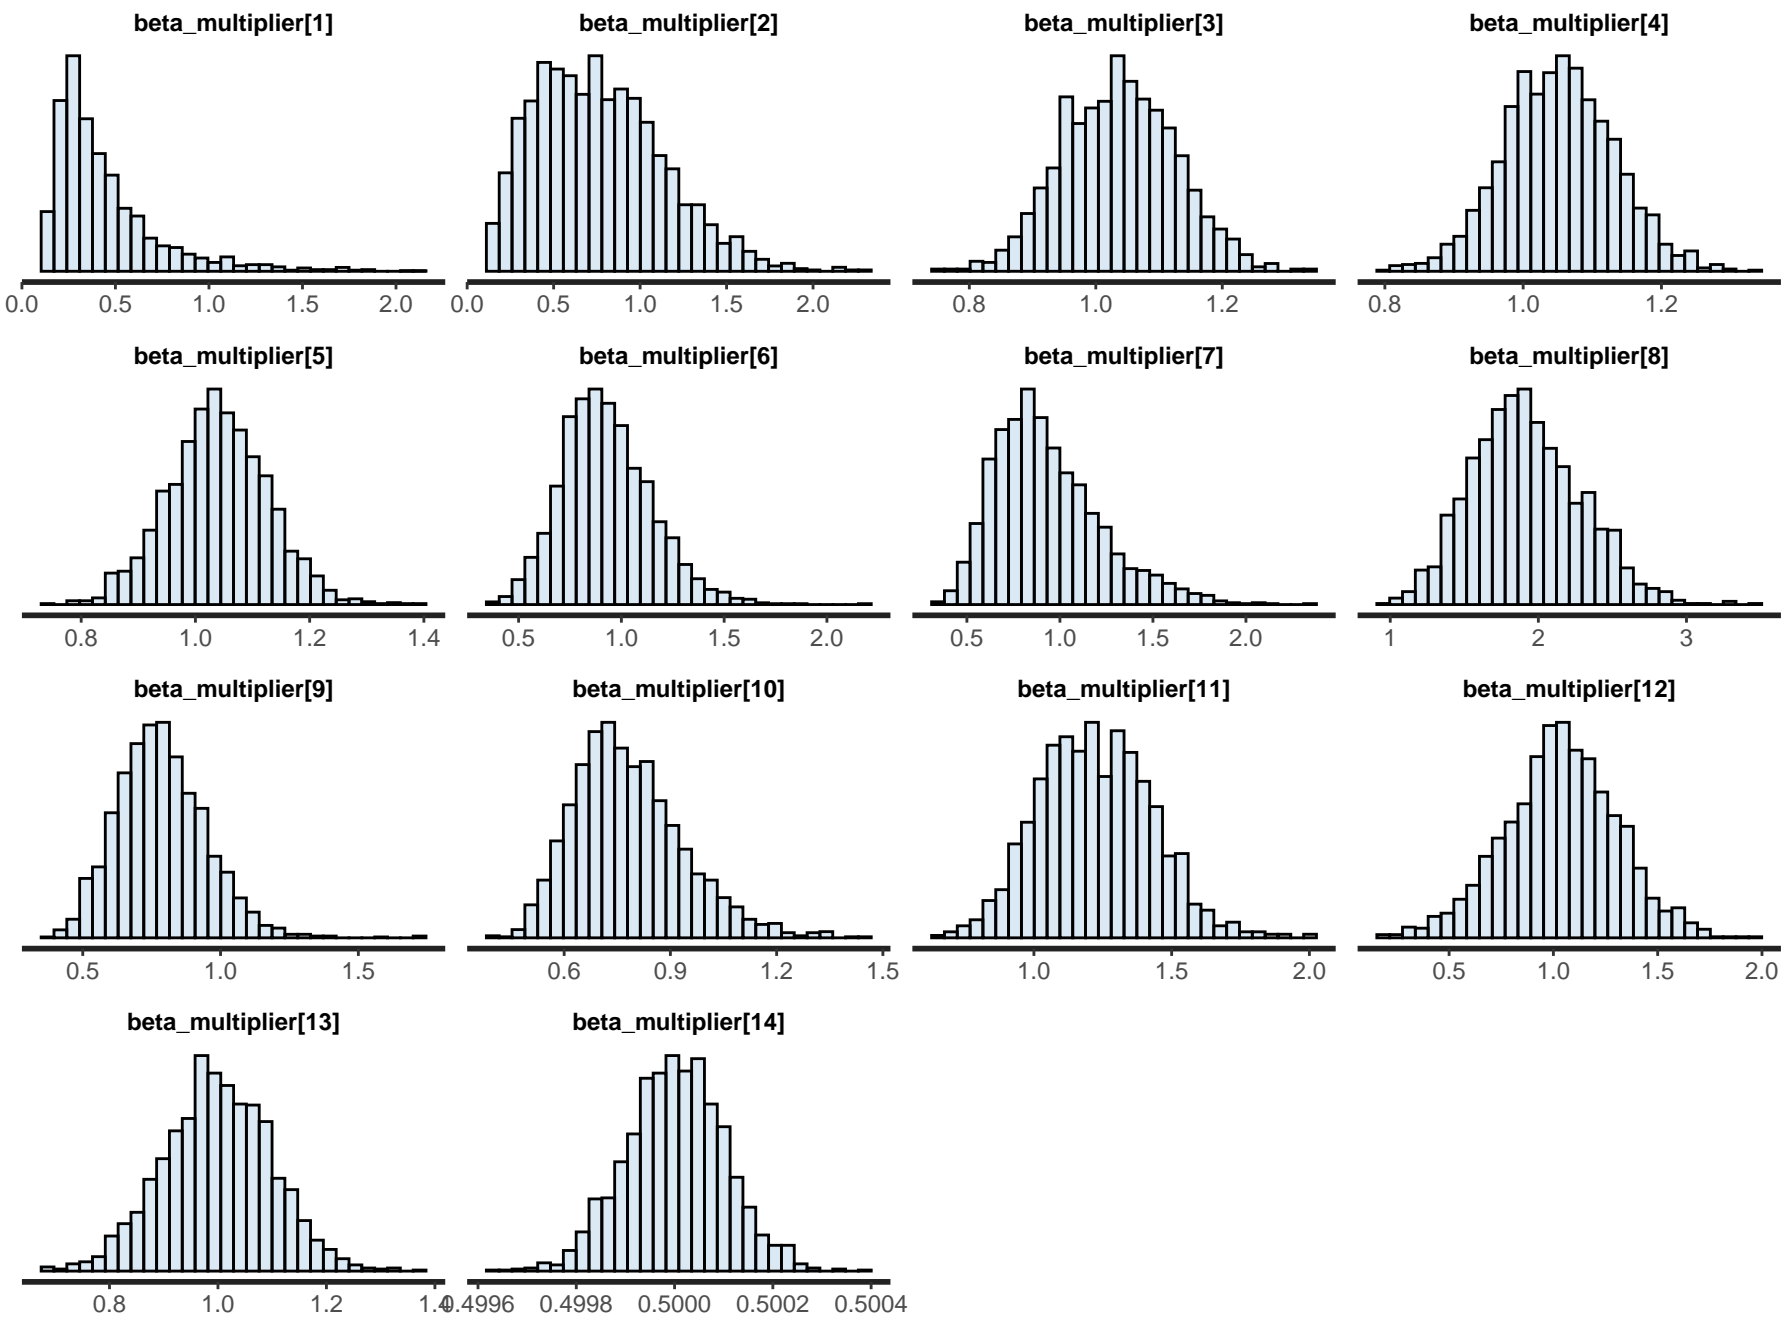 beta_multiplier[1] beta_multiplier[2] beta_multiplier[3] beta_multiplier[4]
0.0 0.5 1.0 1.5 2.0 0.0 0.5 1.0 1.5 2.0 0.8 1.0 1.2 0.8 1.0 1.2
beta_multiplier[5] beta_multiplier[6] beta_multiplier[7] beta_multiplier[8]
0.8 1.0 1.2 1.4 0.5 1.0 1.5 2.0 0.5 1.0 1.5 2.0 1 2 3
beta_multiplier[9] beta_multiplier[10] beta_multiplier[11] beta_multiplier[12]
0.5 1.0 1.5 0.6 0.9 1.2 1.5 1.0 1.5 2.0 0.5 1.0 1.5 2.0
beta_multiplier[13] beta_multiplier[14]
0.8 1.0 1.2 1.4 0.4996 0.4998 0.5000 0.5002 0.5004